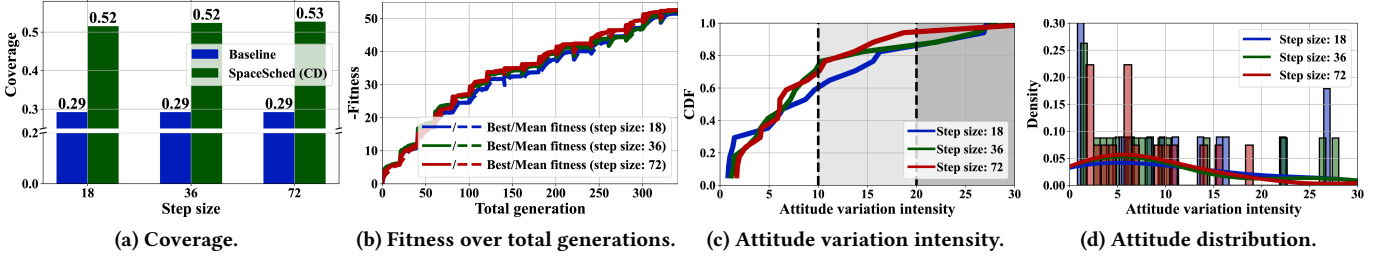 0.52 0.52 0.53
0.5
0.4
0.3
0.2
0.0
Coverage
Baseline
SpaceSched (CD)
0.29 0.29 0.29
18 36 72
Step size
(a) Coverage.
-50
40
30
20
10
0
-Fitness
/ Best/Mean fitness (step size: 18)
/ Best/Mean fitness (step size: 36)
/ Best/Mean fitness (step size: 72)
0 50 100 150 200 250 300
Total generation
(b) Fitness over total generations.
1.0
0.8
0.6
0.4
0.2
0.0
CDF
Step size: 18
Step size: 36
Step size: 72
0 5 10 15 20 25 30
Attitude variation intensity
(c) Attitude variation intensity.
0.30
0.25
0.20
0.15
0.10
0.05
0.00
Density
Step size: 18
Step size: 36
Step size: 72
0 5 10 15 20 25 30
Attitude variation intensity
(d) Attitude distribution.